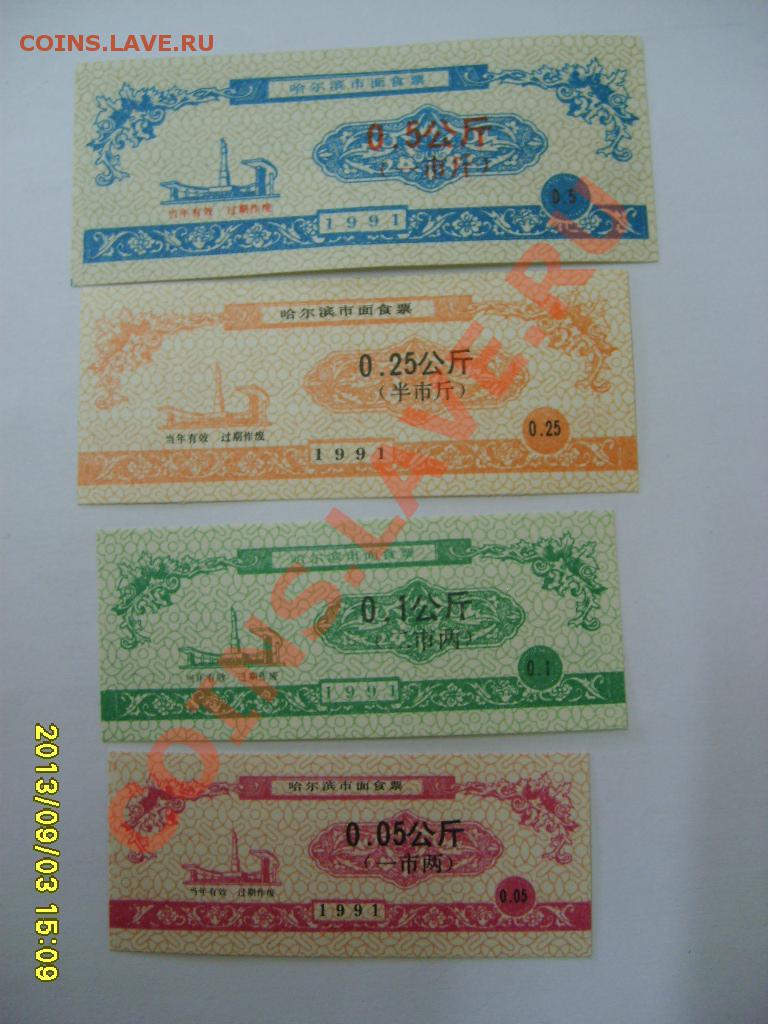 COINS.LAVE.RU
哈尔滨市面食票
0.5公斤
(一市斤)
0.5
当年有效 过期作废
1991
哈尔滨市面食票
0.25公斤
(半市斤)
0.25
当年有效 过期作废
1991
哈尔滨市面食票
0.1公斤
(二市两)
0.1
当年有效 过期作废
1991
哈尔滨市面食票
0.05公斤
(一市两)
0.05
当年有效 过期作废
1991
COINS.LAVE.RU
2013/09/03 15:09